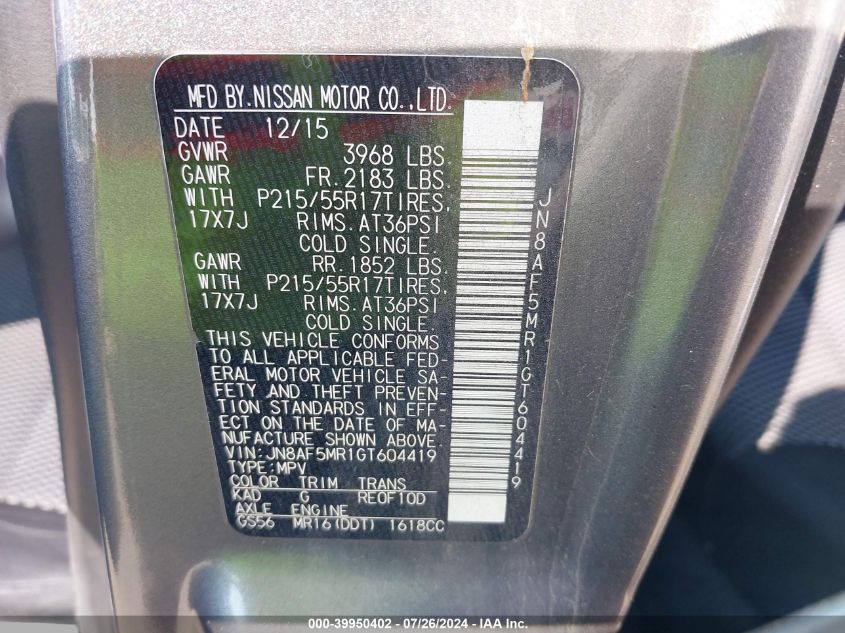 MFD BY.NISSAN MOTOR CO.,LTD.
DATE 12/15
GVWR 3968 LBS.
GAWR FR.2183 LBS.
WITH P215/55R17TIRES,
17X7J RIMS.AT36PSI
COLD SINGLE.
GAWR RR.1852 LBS.
WITH P215/55R17TIRES,
17X7J RIMS.AT36PSI
COLD SINGLE.
THIS VEHICLE CONFORMS
TO ALL APPLICABLE FED-
ERAL MOTOR VEHICLE SA-
FETY AND THEFT PREVEN-
TION STANDARDS IN EFF-
ECT ON THE DATE OF MA-
NUFACTURE SHOWN ABOVE.
VIN:JN8AF5MR1GT604419
TYPE:MPV
COLOR TRIM TRANS
KAD G RE0F10D
AXLE ENGINE
GS56 MR16(DDT) 1618CC
JN8AF5MR1GT604419
000-39950402 - 07/26/2024 - IAA Inc.